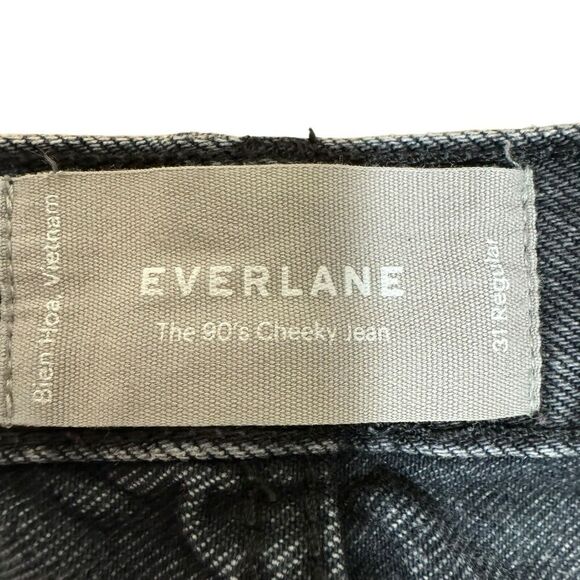 Bien Hoa, Vietnam
EVERLANE
The 90's Cheeky Jean
31 Regular